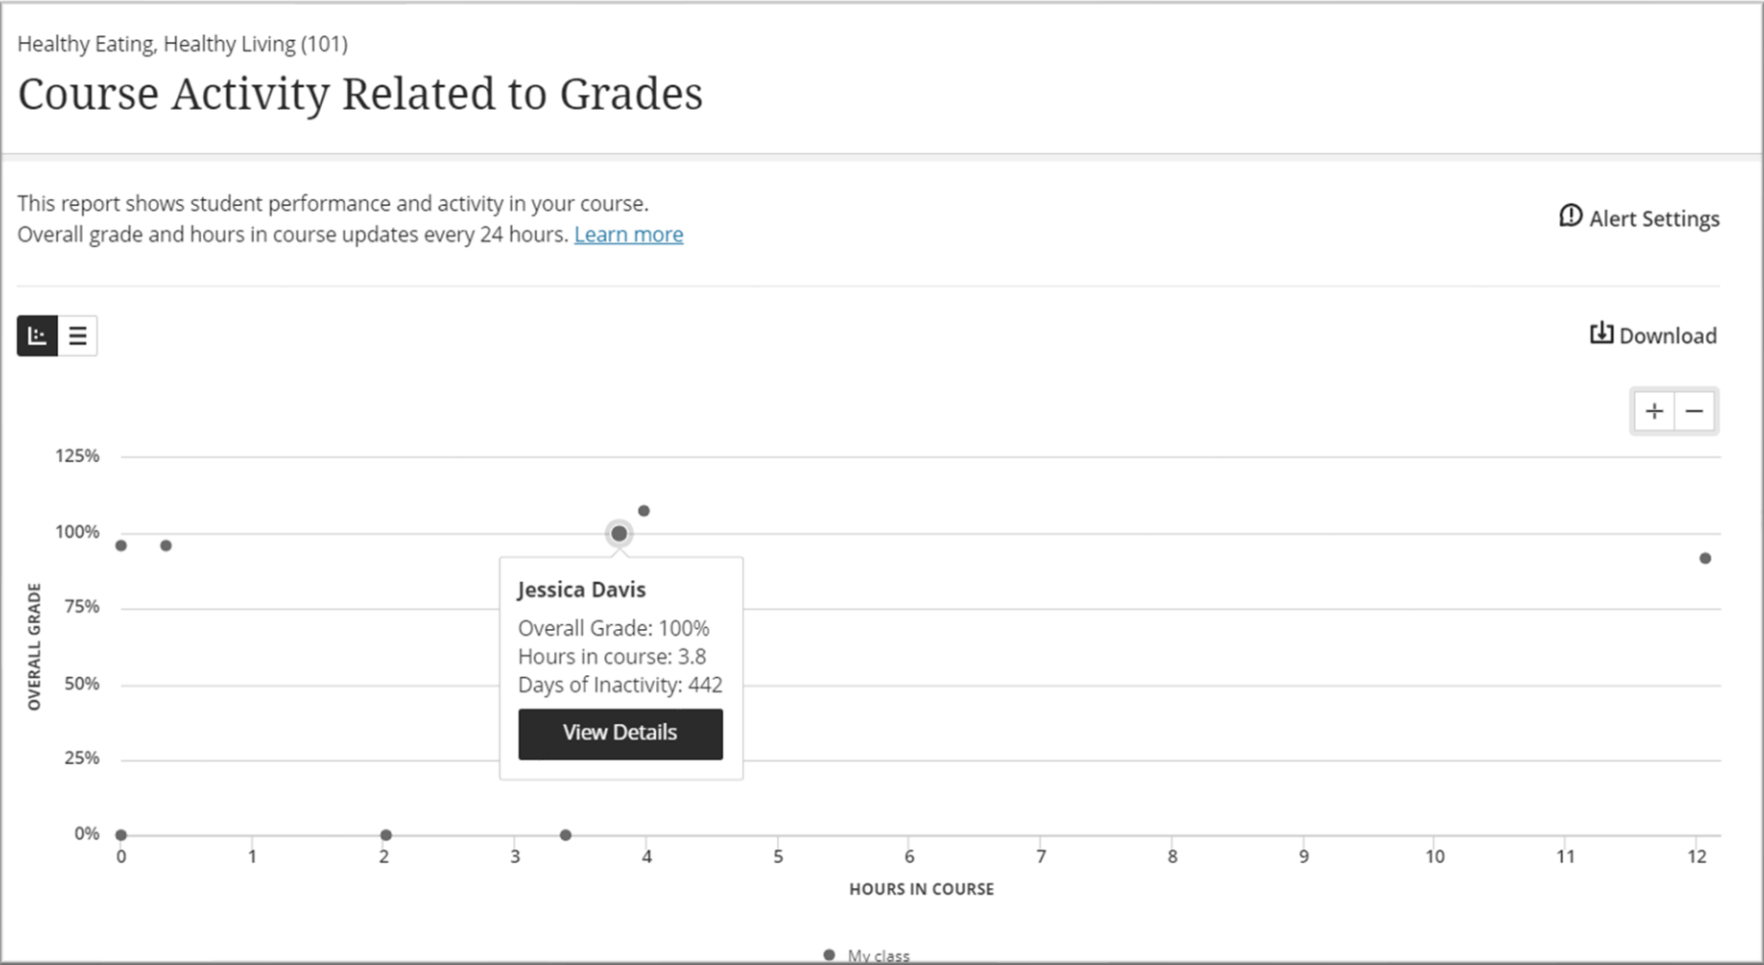 Healthy Eating, Healthy Living (101)
Course Activity Related to Grades
This report shows student performance and activity in your course.
Overall grade and hours in course updates every 24 hours. Learn more
Alert Settings
Download
+ −
125%
100%
75%
50%
25%
0%
OVERALL GRADE
Jessica Davis
Overall Grade: 100%
Hours in course: 3.8
Days of Inactivity: 442
View Details
0 1 2 3 4 5 6 7 8 9 10 11 12
HOURS IN COURSE
My class